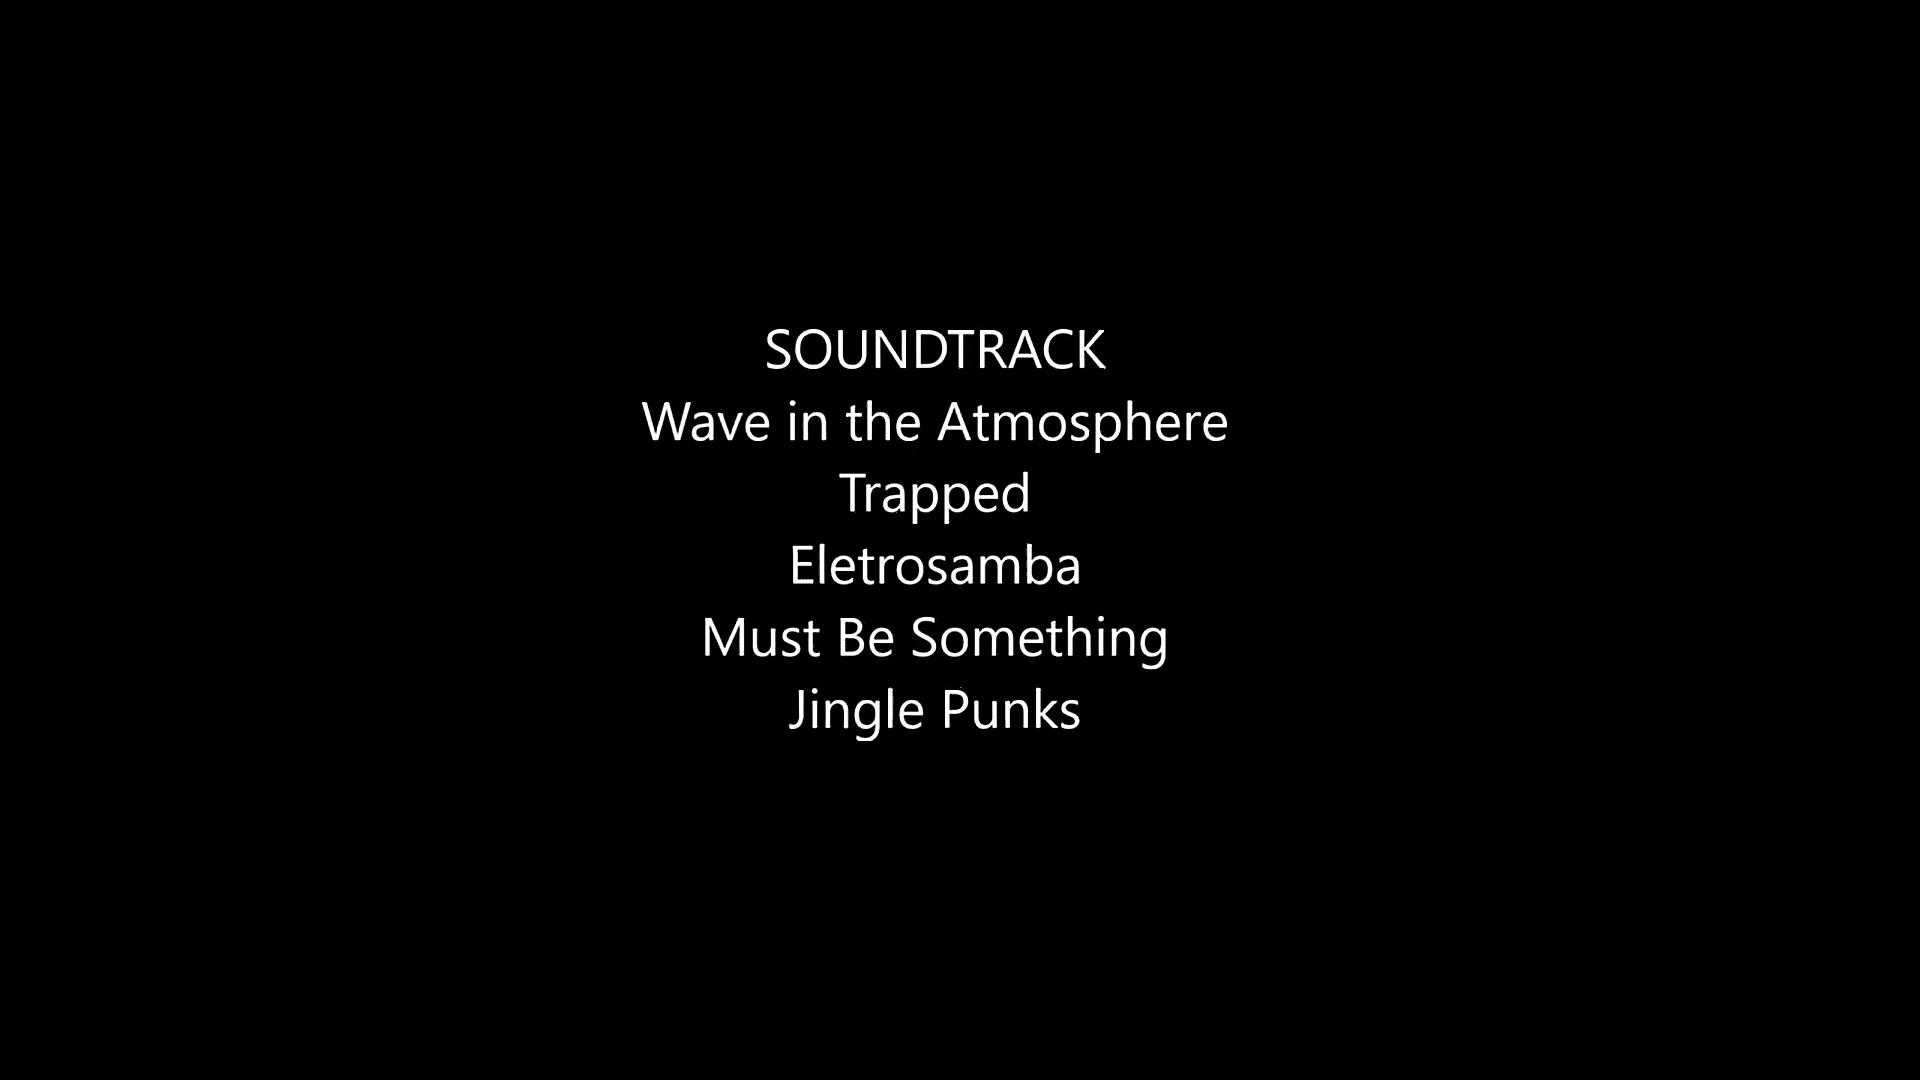 SOUNDTRACK
Wave in the Atmosphere
Trapped
Eletrosamba
Must Be Something
Jingle Punks